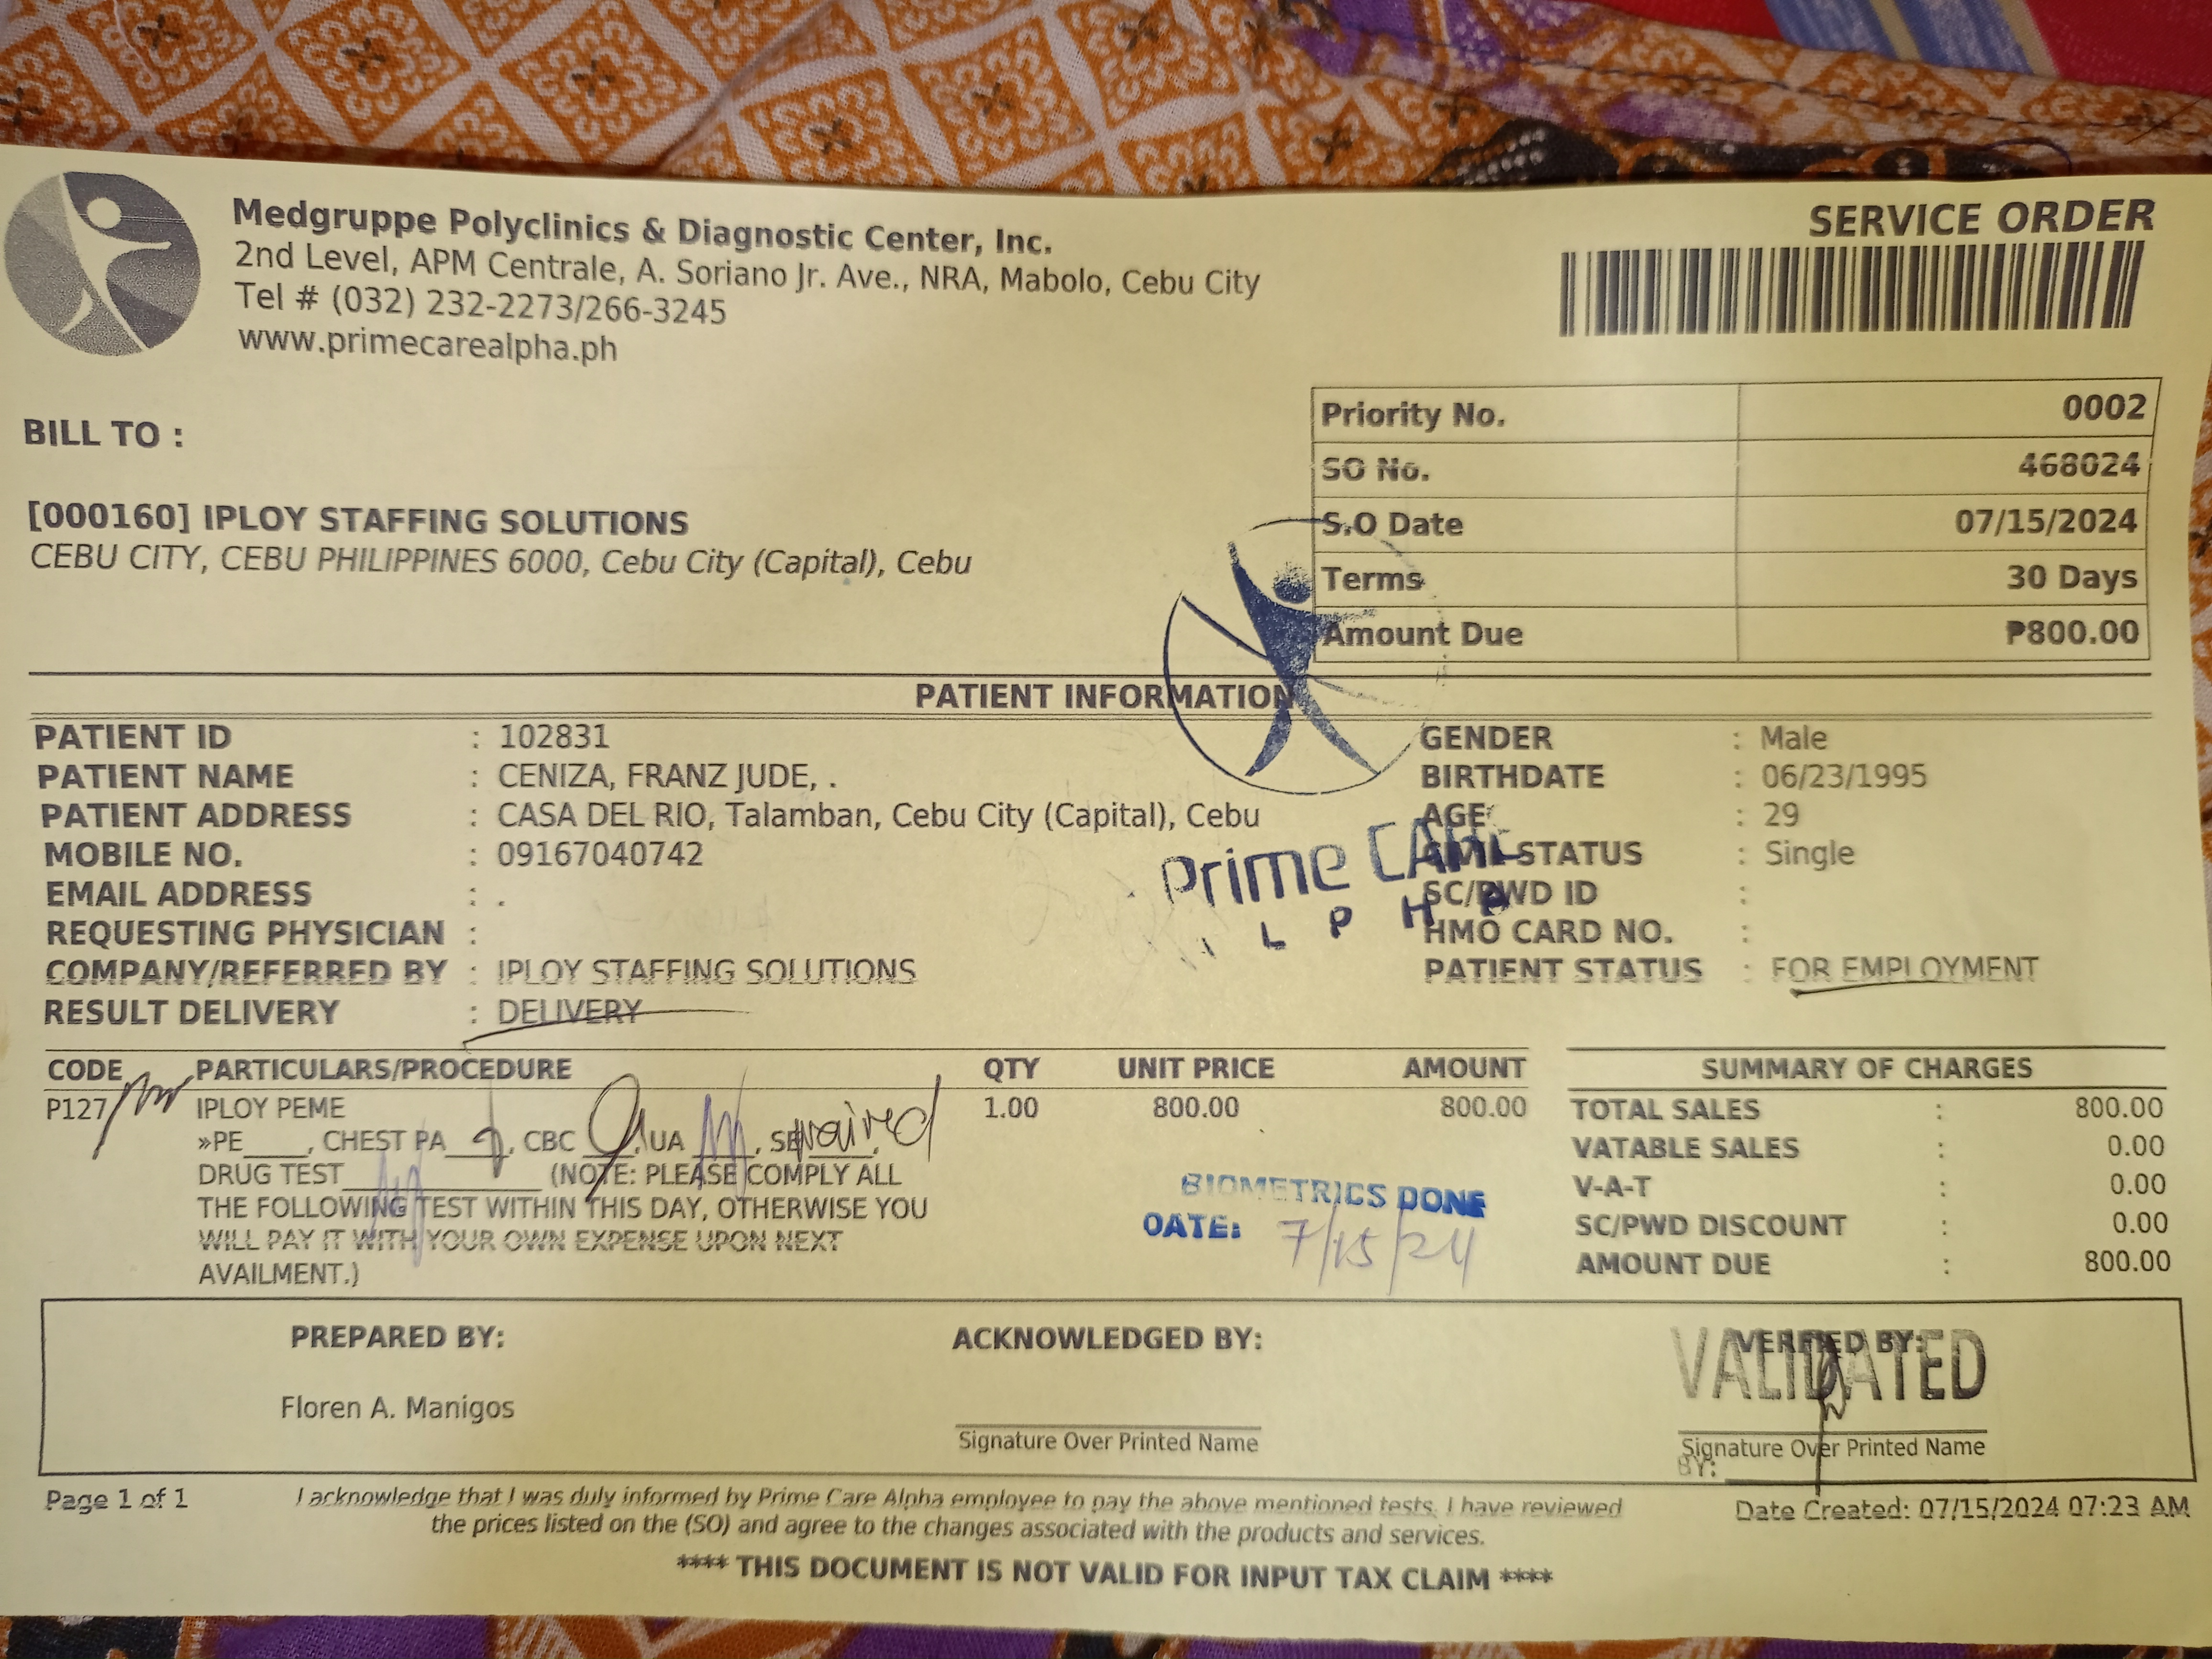 Medgruppe Polyclinics & Diagnostic Center, Inc.
2nd Level, APM Centrale, A. Soriano Jr. Ave., NRA, Mabolo, Cebu City
Tel # (032) 232-2273/266-3245
www.primecarealpha.ph
SERVICE ORDER
BILL TO :
[000160] IPLOY STAFFING SOLUTIONS
CEBU CITY, CEBU PHILIPPINES 6000, Cebu City (Capital), Cebu
Priority No. 0002
SO No. 468024
S.O Date 07/15/2024
Terms 30 Days
Amount Due ₱800.00
PATIENT INFORMATION
PATIENT ID : 102831
PATIENT NAME : CENIZA, FRANZ JUDE, .
PATIENT ADDRESS : CASA DEL RIO, Talamban, Cebu City (Capital), Cebu
MOBILE NO. : 09167040742
EMAIL ADDRESS : .
REQUESTING PHYSICIAN :
COMPANY/REFERRED BY : IPLOY STAFFING SOLUTIONS
RESULT DELIVERY : DELIVERY
GENDER : Male
BIRTHDATE : 06/23/1995
AGE : 29
CIVIL STATUS : Single
SC/PWD ID :
HMO CARD NO. :
PATIENT STATUS : FOR EMPLOYMENT
Prime CARE
A L P H A
CODE PARTICULARS/PROCEDURE QTY UNIT PRICE AMOUNT
P127 IPLOY PEME 1.00 800.00 800.00
»PE____, CHEST PA____, CBC____, UA____, SE waived
DRUG TEST____________ (NOTE: PLEASE COMPLY ALL
THE FOLLOWING TEST WITHIN THIS DAY, OTHERWISE YOU
WILL PAY IT WITH YOUR OWN EXPENSE UPON NEXT
AVAILMENT.)
BIOMETRICS DONE
DATE: 7/15/24
SUMMARY OF CHARGES
TOTAL SALES : 800.00
VATABLE SALES : 0.00
V-A-T : 0.00
SC/PWD DISCOUNT : 0.00
AMOUNT DUE : 800.00
PREPARED BY:
Floren A. Manigos
ACKNOWLEDGED BY:
Signature Over Printed Name
VERIFIED BY:
VALIDATED
Signature Over Printed Name
BY:
Page 1 of 1
I acknowledge that I was duly informed by Prime Care Alpha employee to pay the above mentioned tests. I have reviewed
the prices listed on the (SO) and agree to the changes associated with the products and services.
Date Created: 07/15/2024 07:23 AM
**** THIS DOCUMENT IS NOT VALID FOR INPUT TAX CLAIM ****